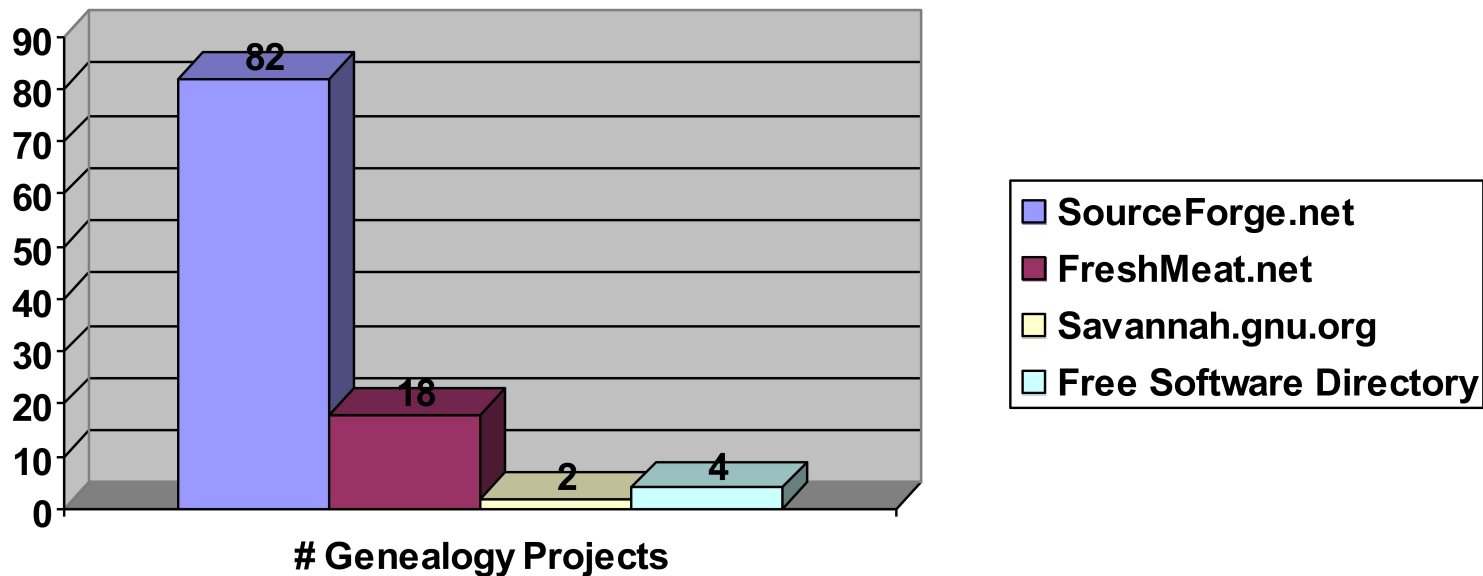 90
80
70
60
50
40
30
20
10
0
82
18
2
4
# Genealogy Projects
SourceForge.net
FreshMeat.net
Savannah.gnu.org
Free Software Directory